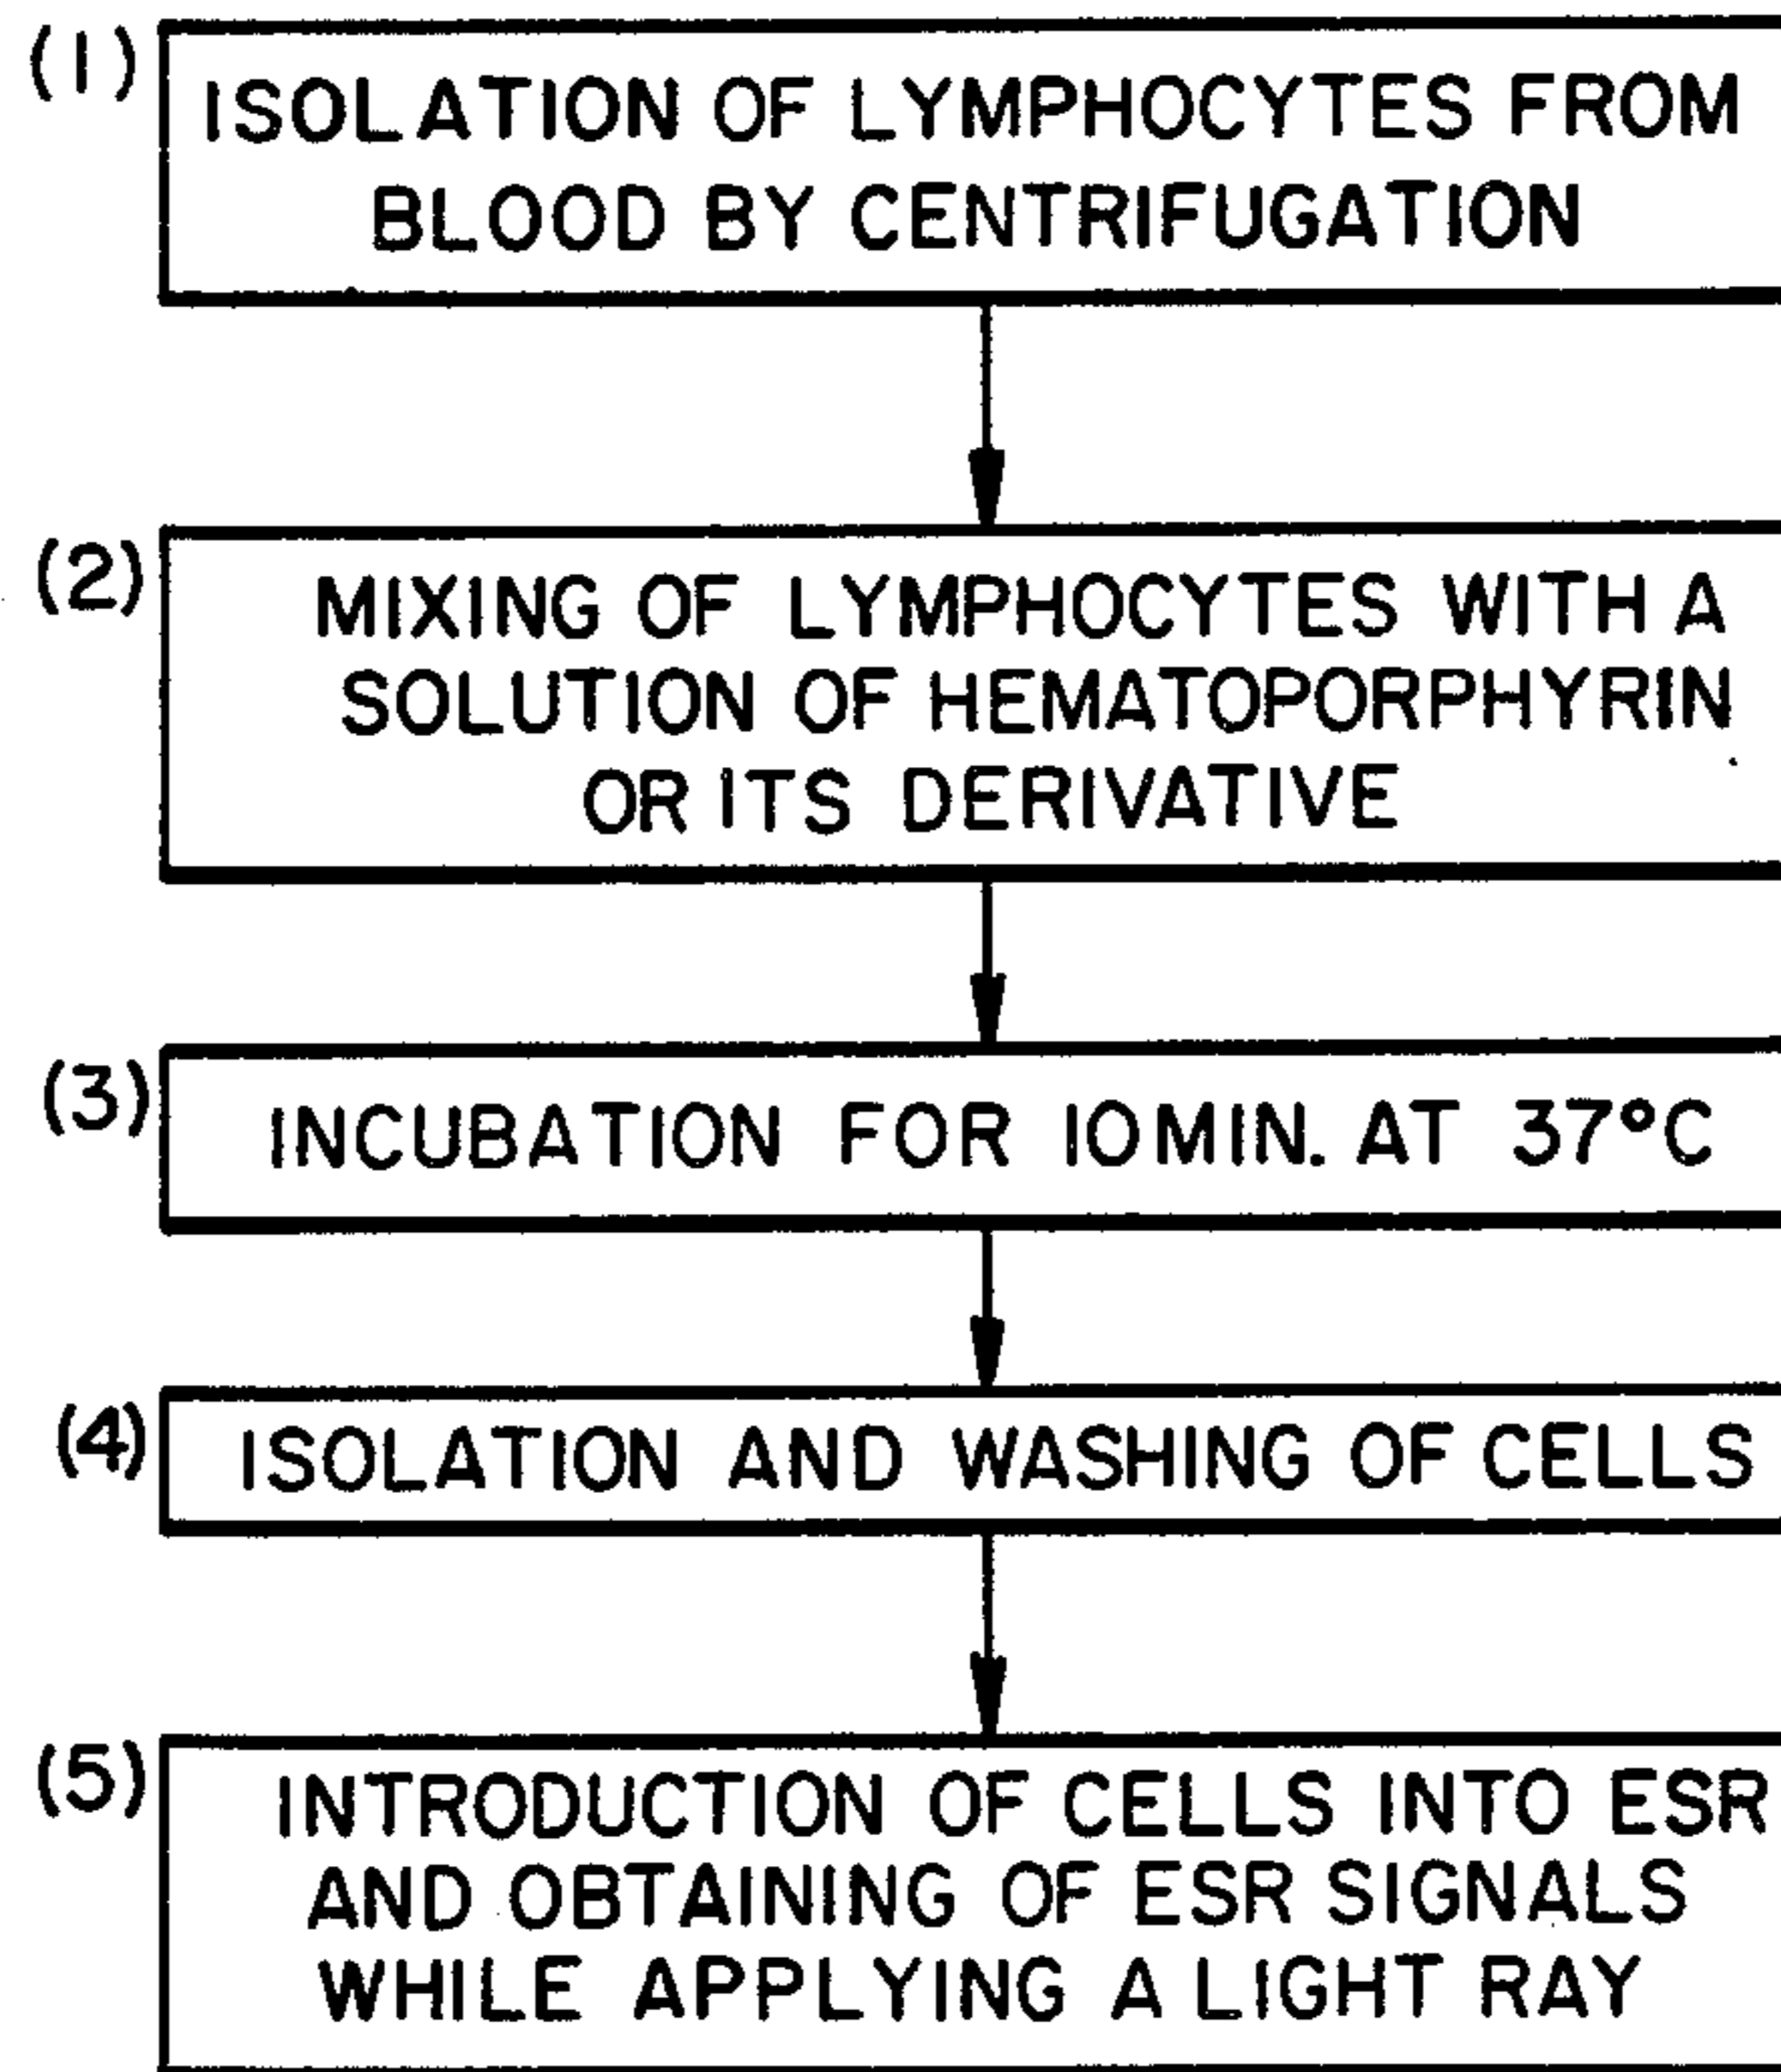 (1) ISOLATION OF LYMPHOCYTES FROM
BLOOD BY CENTRIFUGATION
(2) MIXING OF LYMPHOCYTES WITH A
SOLUTION OF HEMATOPORPHYRIN
OR ITS DERIVATIVE
(3) INCUBATION FOR 10 MIN. AT 37°C
(4) ISOLATION AND WASHING OF CELLS
(5) INTRODUCTION OF CELLS INTO ESR
AND OBTAINING OF ESR SIGNALS
WHILE APPLYING A LIGHT RAY